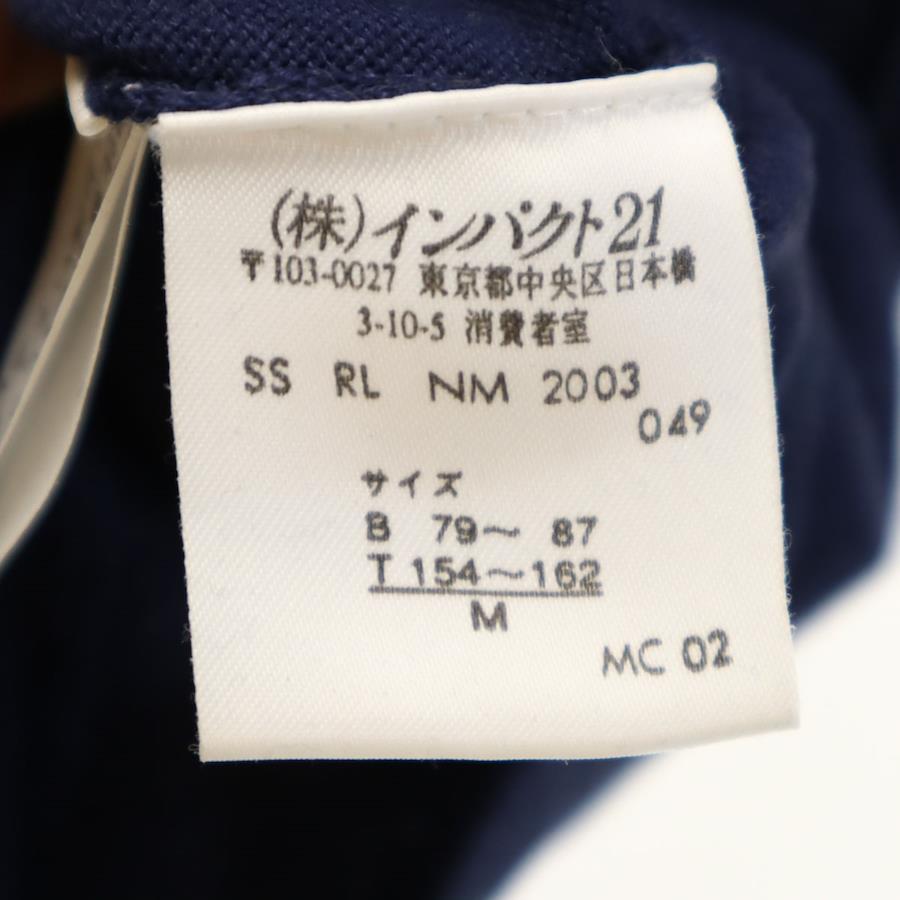 (株)インパクト21
〒103-0027 東京都中央区日本橋
3-10-5 消費者室
SS RL NM 2003
049
サイズ
B 79～ 87
T 154～162
M
MC 02